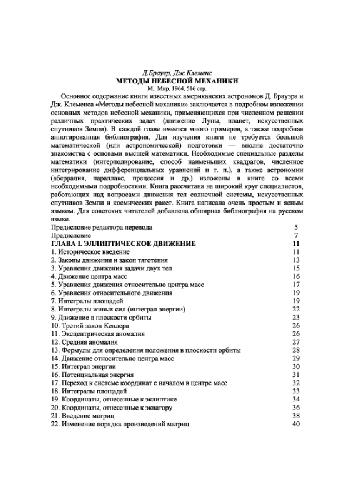 Д.Брауэр, Дж. Клеменс
МЕТОДЫ НЕБЕСНОЙ МЕХАНИКИ
М.: Мир, 1964, 514 стр.
Основное содержание книги известных американских астрономов Д. Брауэра и
Дж. Клеменса «Методы небесной механики» заключается в подробном изложении
основных методов небесной механики, применяющихся при численном решении
различных практических задач (движение Луны, планет, искусственных
спутников Земли). В каждой главе имеется много примеров, а также подробная
аннотированная библиография. Для изучения книги не требуется большой
математической (или астрономической) подготовки — вполне достаточно
знакомства с основами высшей математики. Необходимые специальные разделы
математики (интерполирование, способ наименьших квадратов, численное
интегрирование дифференциальных уравнений и т. п.), а также астрономии
(аберрация, параллакс, прецессия и др.) изложены в книге со всеми
необходимыми подробностями. Книга рассчитана на широкий круг специалистов,
работающих над вопросами движения тел солнечной системы, искусственных
спутников Земли и космических ракет. Книга написана очень простым и ясным
языком. Для советских читателей добавлена обширная библиография на русском
языке.
Предисловие редактора перевода 5
Предисловие 7
ГЛАВА I. ЭЛЛИПТИЧЕСКОЕ ДВИЖЕНИЕ 11
1. Историческое введение 11
2. Законы движения и закон тяготения 13
3. Уравнения движения задачи двух тел 15
4. Движение центра масс 16
5. Уравнения движения относительно центра масс 17
6. Уравнения относительного движения 19
7. Интегралы площадей 19
8. Интегралы живых сил (интеграл энергии) 22
9. Движение в плоскости орбиты 23
10. Третий закон Кеплера 26
11. Эксцентрическая аномалия 26
12. Средняя аномалия 27
13. Формулы для определения положения в плоскости орбиты 28
14. Движение относительно центра масс 29
15. Интеграл энергии 30
16. Потенциальная энергия 31
17. Переход к системе координат с началом в центре масс 32
18. Интегралы площадей 33
19. Координаты, отнесенные к эклиптике 34
20. Координаты, отнесенные к экватору 36
21. Введение матриц 38
22. Изменение порядка произведений матриц 40